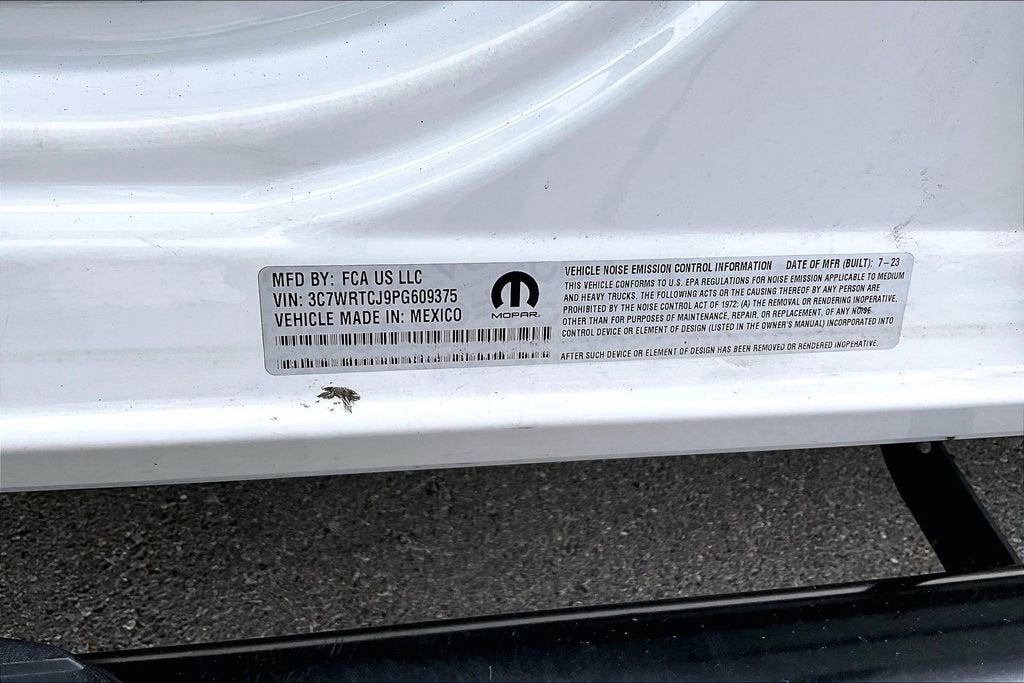 MFD BY: FCA US LLC
VIN: 3C7WRTCJ9PG609375
VEHICLE MADE IN: MEXICO
MOPAR.
VEHICLE NOISE EMISSION CONTROL INFORMATION DATE OF MFR (BUILT): 7-23
THIS VEHICLE CONFORMS TO U.S. EPA REGULATIONS FOR NOISE EMISSION APPLICABLE TO MEDIUM
AND HEAVY TRUCKS. THE FOLLOWING ACTS OR THE CAUSING THEREOF BY ANY PERSON ARE
PROHIBITED BY THE NOISE CONTROL ACT OF 1972: (A) THE REMOVAL OR RENDERING INOPERATIVE,
OTHER THAN FOR PURPOSES OF MAINTENANCE, REPAIR, OR REPLACEMENT, OF ANY NOISE
CONTROL DEVICE OR ELEMENT OF DESIGN (LISTED IN THE OWNER'S MANUAL) INCORPORATED INTO
AFTER SUCH DEVICE OR ELEMENT OF DESIGN HAS BEEN REMOVED OR RENDERED INOPERATIVE.